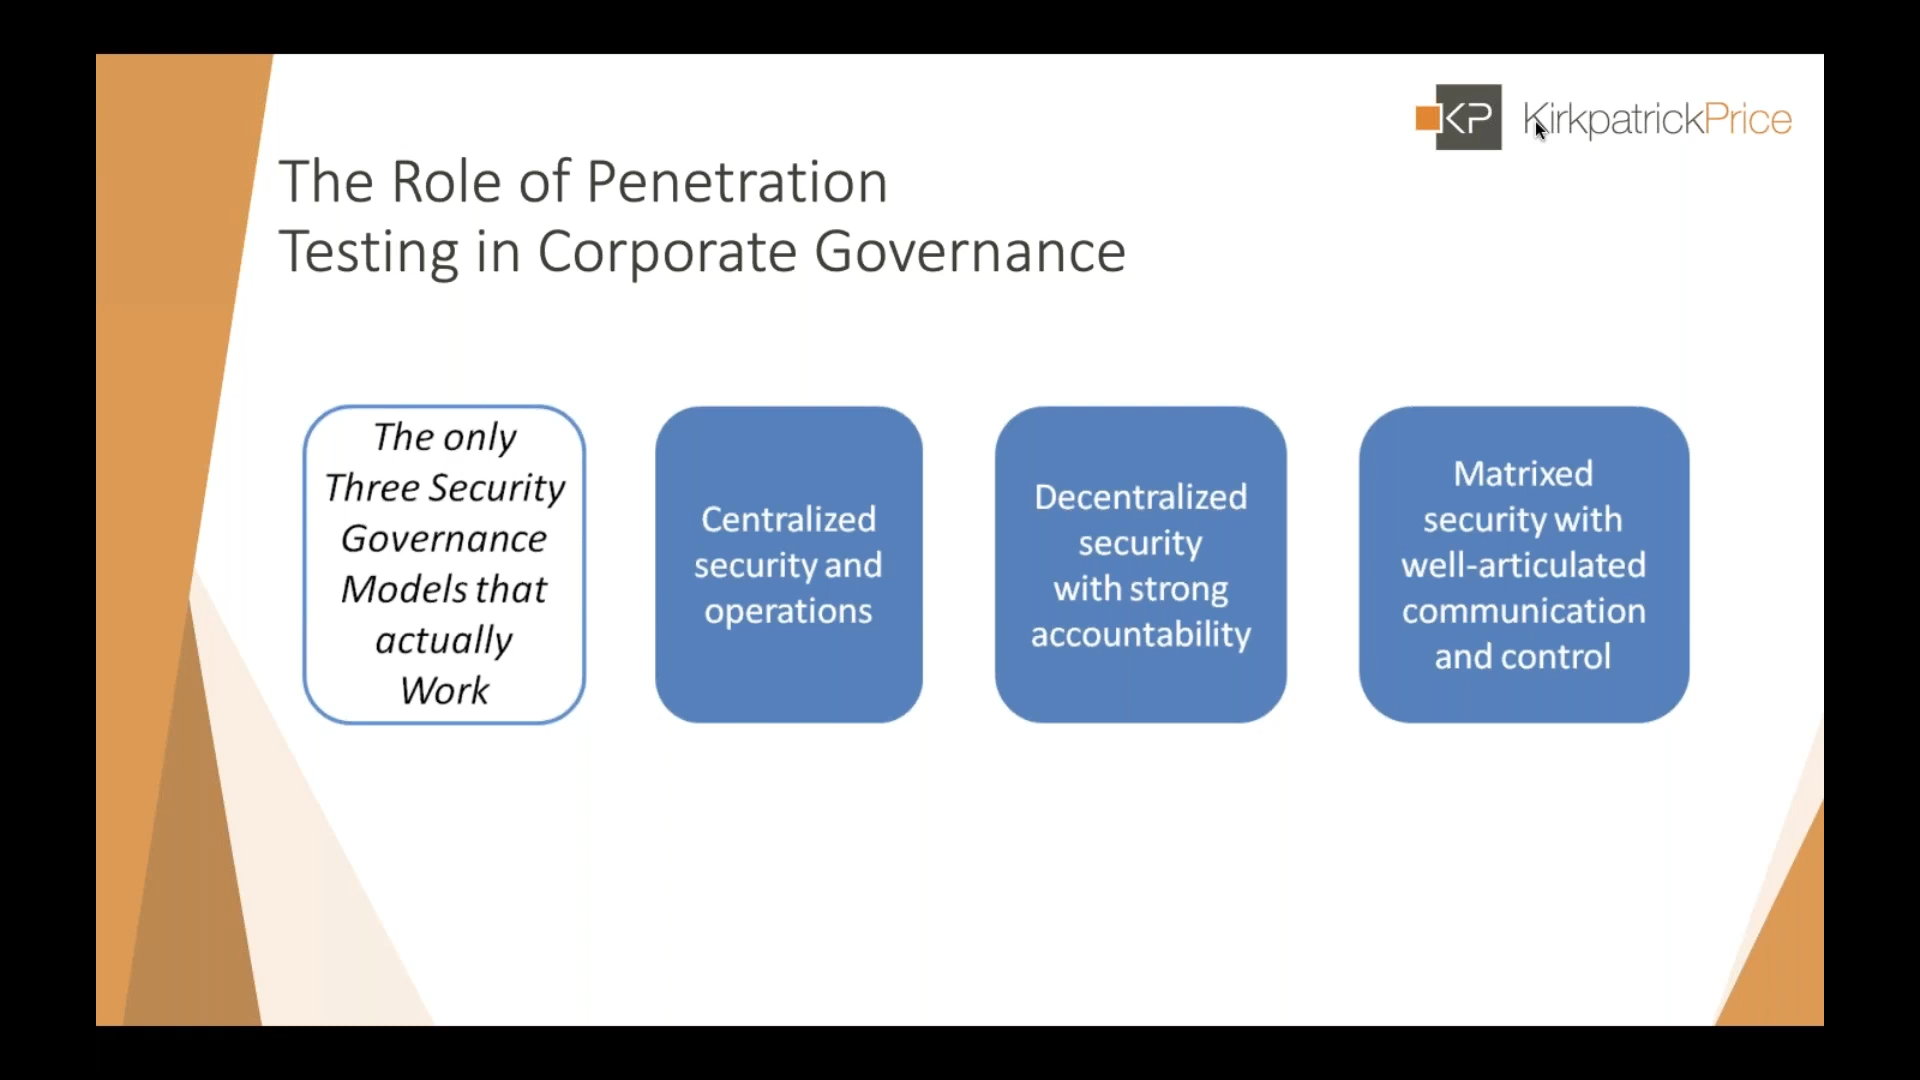 KP KirkpatrickPrice
The Role of Penetration
Testing in Corporate Governance
The only
Three Security
Governance
Models that
actually
Work
Centralized
security and
operations
Decentralized
security
with strong
accountability
Matrixed
security with
well-articulated
communication
and control